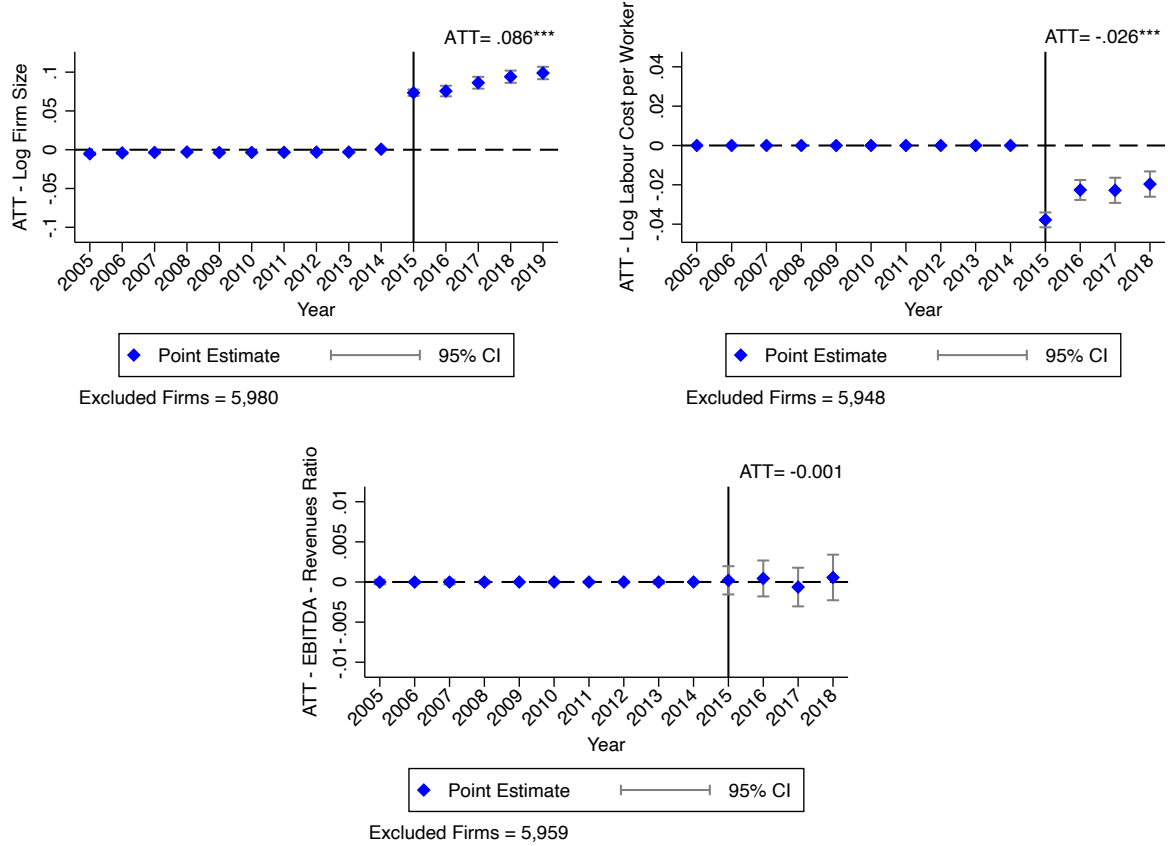 ATT= .086***
ATT - Log Firm Size
.1
.05
0
-.05
-.1
2005 2006 2007 2008 2009 2010 2011 2012 2013 2014 2015 2016 2017 2018 2019
Year
Point Estimate 95% CI
Excluded Firms = 5,980
ATT= -.026***
ATT - Log Labour Cost per Worker
.04
.02
0
-.02
-.04
2005 2006 2007 2008 2009 2010 2011 2012 2013 2014 2015 2016 2017 2018
Year
Point Estimate 95% CI
Excluded Firms = 5,948
ATT= -0.001
ATT - EBITDA - Revenues Ratio
.01
.005
0
-.005
-.01
2005 2006 2007 2008 2009 2010 2011 2012 2013 2014 2015 2016 2017 2018
Year
Point Estimate 95% CI
Excluded Firms = 5,959